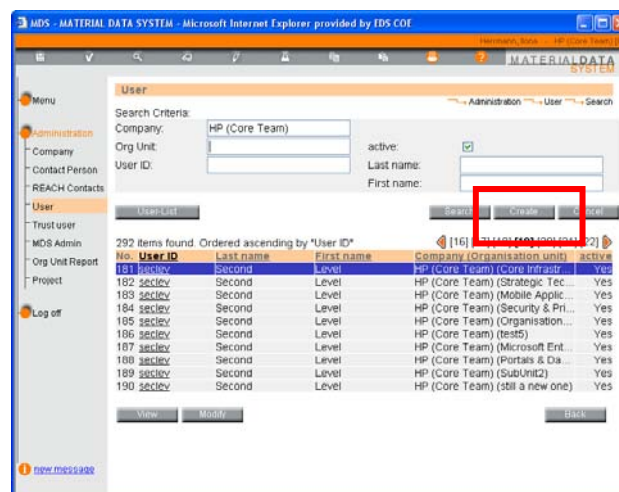 MDS - MATERIAL DATA SYSTEM - Microsoft Internet Explorer provided by EDS COE
Herrmann, Ilona - HP (Core Team)
MATERIALDATA
SYSTEM
Menu
Administration
Company
Contact Person
REACH Contacts
User
Trust user
MDS Admin
Org Unit Report
Project
Log off
new message
User
Administration User Search
Search Criteria:
Company: HP (Core Team)
Org Unit: active:
User ID: Last name:
First name:
User-List Search Create Cancel
292 items found. Ordered ascending by "User ID" [16] [19] [22]
No. User ID Last name First name Company (Organisation unit) active
181 seclev Second Level HP (Core Team) (Core Infrastr... Yes
182 seclev Second Level HP (Core Team) (Strategic Tec... Yes
183 seclev Second Level HP (Core Team) (Mobile Applic... Yes
184 seclev Second Level HP (Core Team) (Security & Pri... Yes
185 seclev Second Level HP (Core Team) (Organisation... Yes
186 seclev Second Level HP (Core Team) (test5) Yes
187 seclev Second Level HP (Core Team) (Microsoft Ent... Yes
188 seclev Second Level HP (Core Team) (Portals & Da... Yes
189 seclev Second Level HP (Core Team) (SubUnit2) Yes
190 seclev Second Level HP (Core Team) (still a new one) Yes
View Modify Back